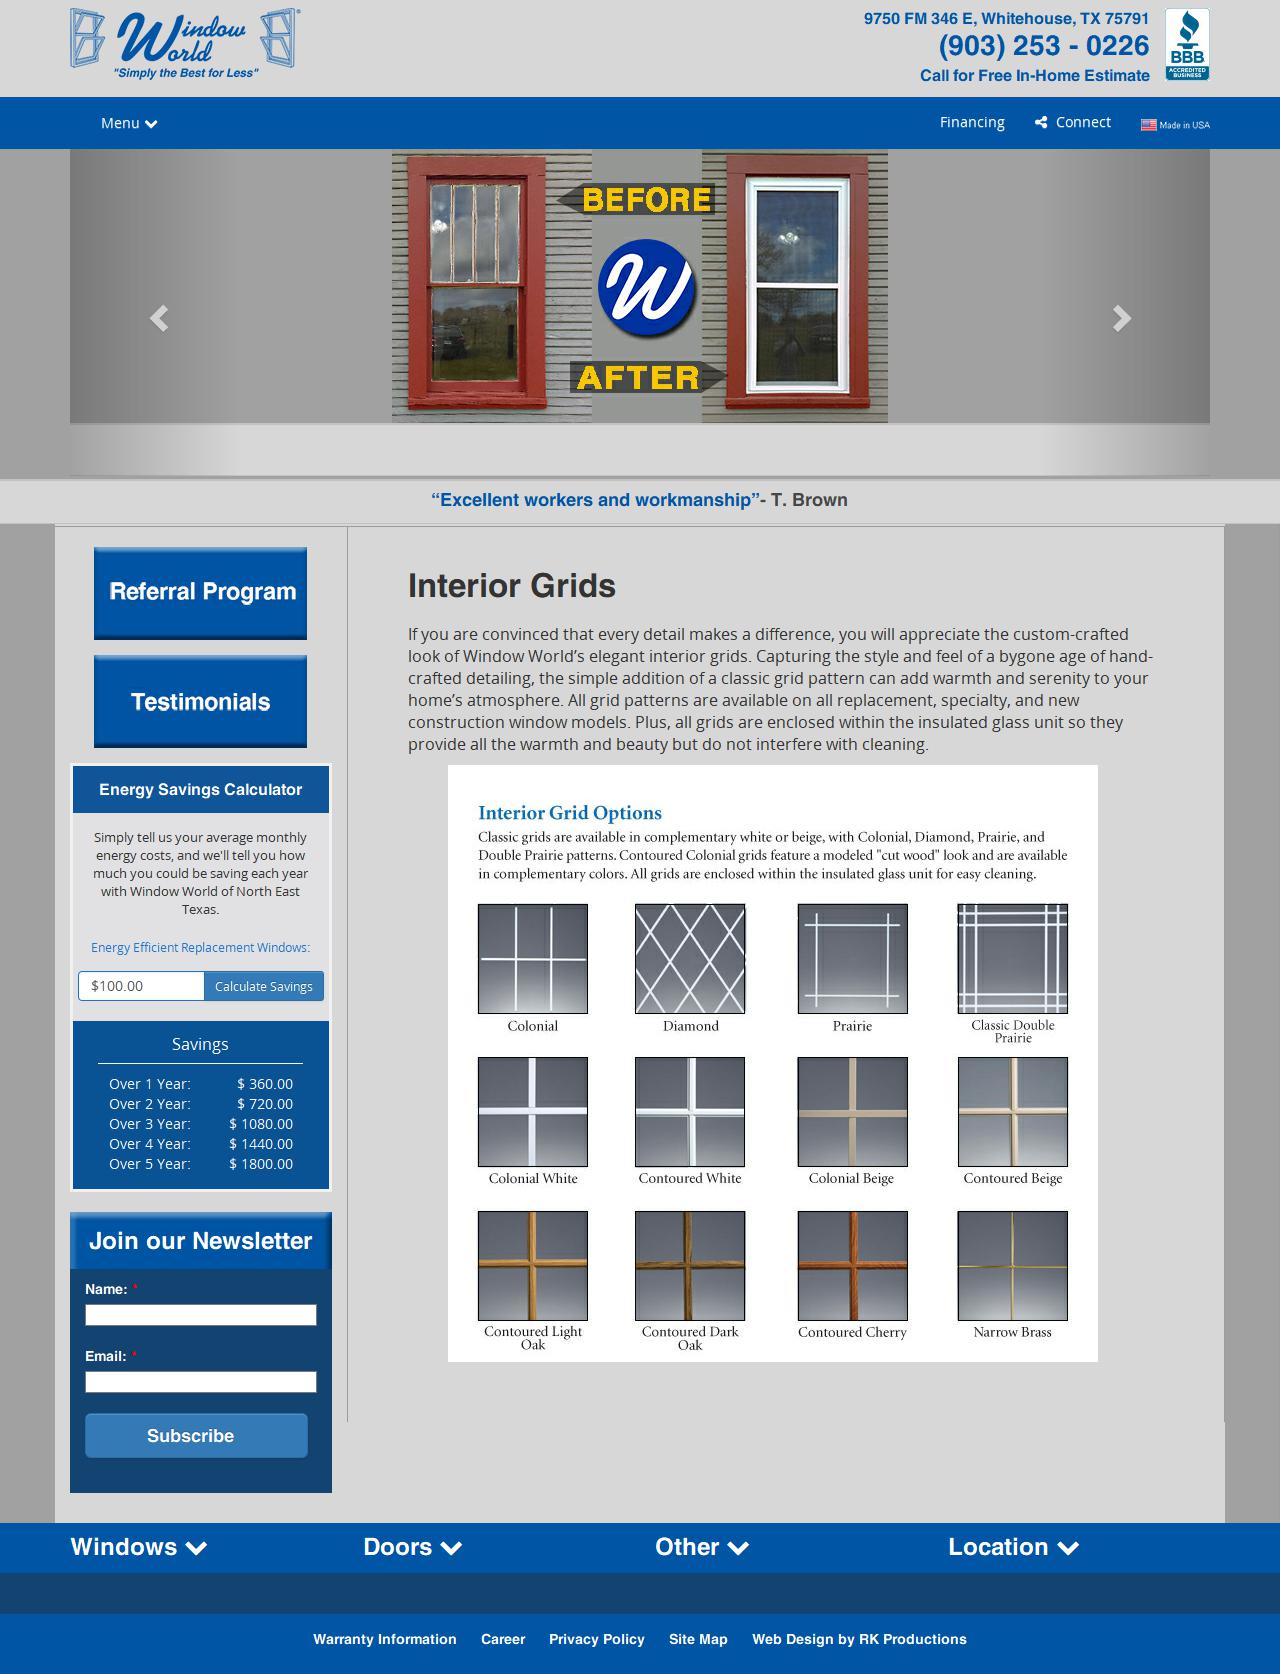 Window
World®
"Simply the Best for Less"
9750 FM 346 E, Whitehouse, TX 75791
(903) 253 - 0226
Call for Free In-Home Estimate
BBB
ACCREDITED
BUSINESS
Menu
Financing
Connect
Made in USA
BEFORE
W
AFTER
“Excellent workers and workmanship”- T. Brown
Referral Program
Testimonials
Energy Savings Calculator
Simply tell us your average monthly
energy costs, and we'll tell you how
much you could be saving each year
with Window World of North East
Texas.
Energy Efficient Replacement Windows:
$100.00
Calculate Savings
Savings
Over 1 Year: $ 360.00
Over 2 Year: $ 720.00
Over 3 Year: $ 1080.00
Over 4 Year: $ 1440.00
Over 5 Year: $ 1800.00
Join our Newsletter
Name: *
Email: *
Subscribe
Interior Grids
If you are convinced that every detail makes a difference, you will appreciate the custom-crafted
look of Window World’s elegant interior grids. Capturing the style and feel of a bygone age of hand-
crafted detailing, the simple addition of a classic grid pattern can add warmth and serenity to your
home’s atmosphere. All grid patterns are available on all replacement, specialty, and new
construction window models. Plus, all grids are enclosed within the insulated glass unit so they
provide all the warmth and beauty but do not interfere with cleaning.
Interior Grid Options
Classic grids are available in complementary white or beige, with Colonial, Diamond, Prairie, and
Double Prairie patterns. Contoured Colonial grids feature a modeled "cut wood" look and are available
in complementary colors. All grids are enclosed within the insulated glass unit for easy cleaning.
Colonial
Diamond
Prairie
Classic Double
Prairie
Colonial White
Contoured White
Colonial Beige
Contoured Beige
Contoured Light
Oak
Contoured Dark
Oak
Contoured Cherry
Narrow Brass
Windows
Doors
Other
Location
Warranty Information
Career
Privacy Policy
Site Map
Web Design by RK Productions